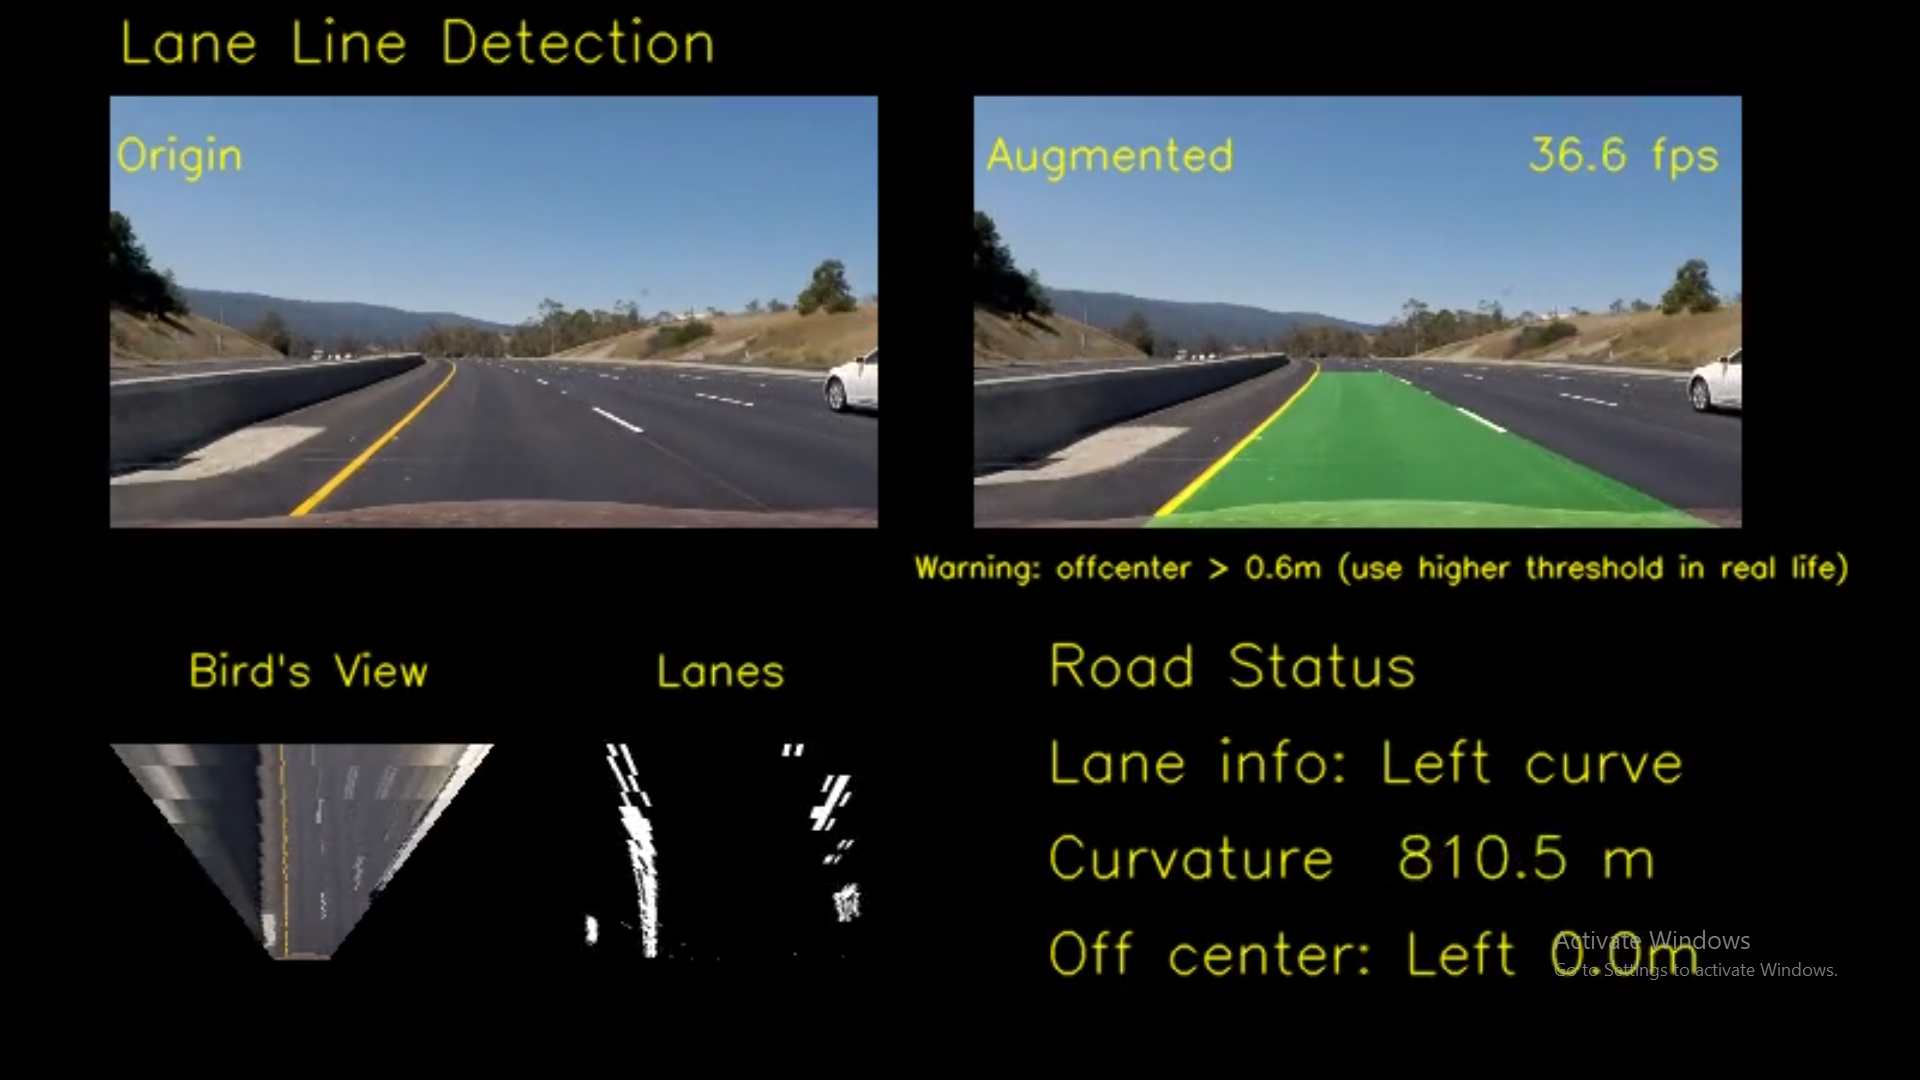 Lane Line Detection
Origin
Augmented
36.6 fps
Warning: offcenter > 0.6m (use higher threshold in real life)
Bird's View
Lanes
Road Status
Lane info: Left curve
Curvature 810.5 m
Off center: Left 0.0m
Activate Windows
Go to Settings to activate Windows.